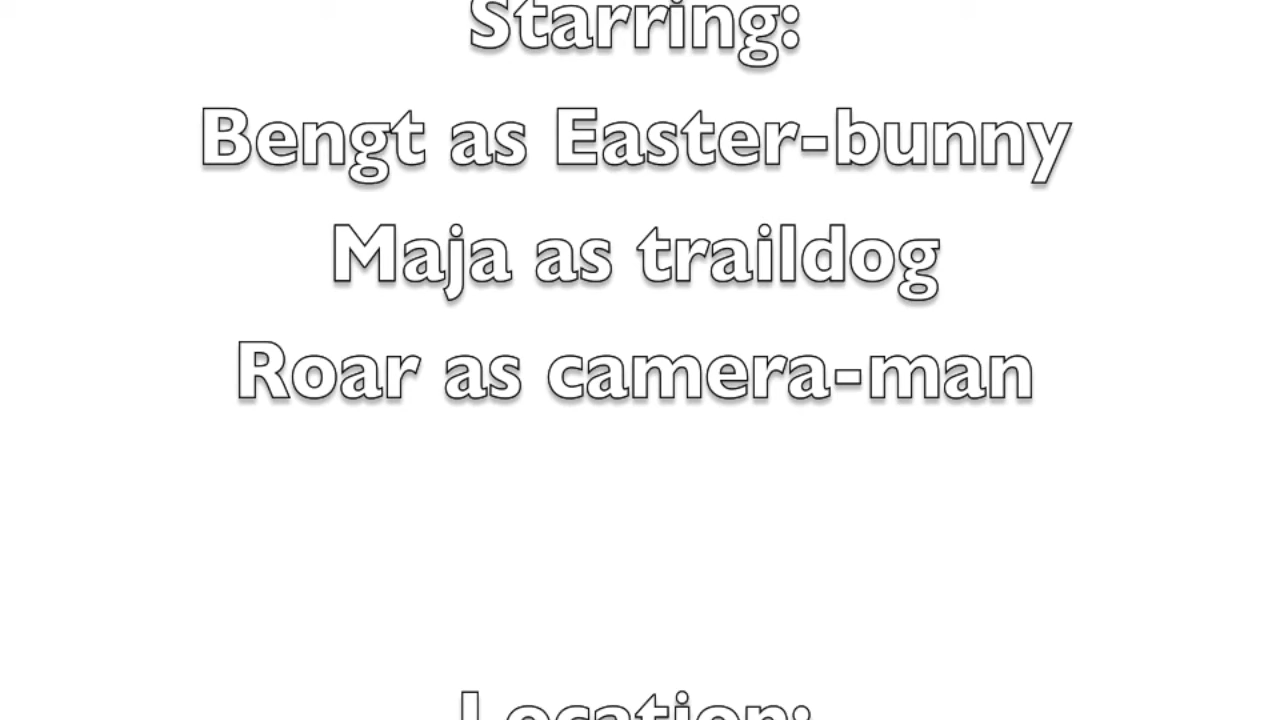 Starring:
Bengt as Easter-bunny
Maja as traildog
Roar as camera-man
Location: